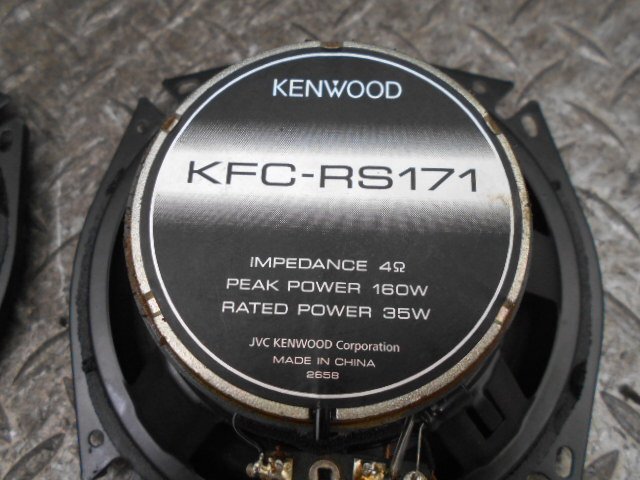 KENWOOD
KFC-RS171
IMPEDANCE 4Ω
PEAK POWER 160W
RATED POWER 35W
JVC KENWOOD Corporation
MADE IN CHINA
2658